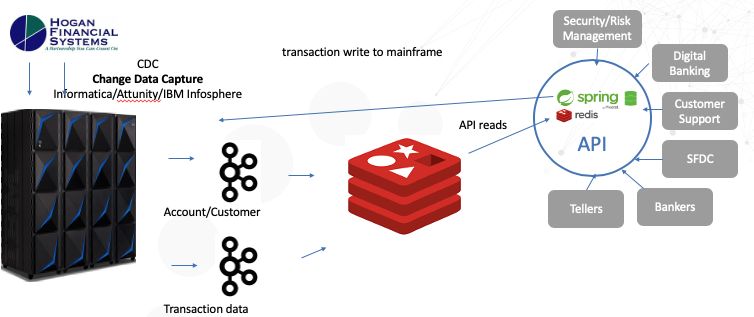 HOGAN
FINANCIAL
SYSTEMS
A Partnership You Can Count On
CDC
Change Data Capture
Informatica/Attunity/IBM Infosphere
transaction write to mainframe
Security/Risk
Management
Digital
Banking
Customer
Support
SFDC
Bankers
Tellers
spring
redis
API
API reads
Account/Customer
Transaction data